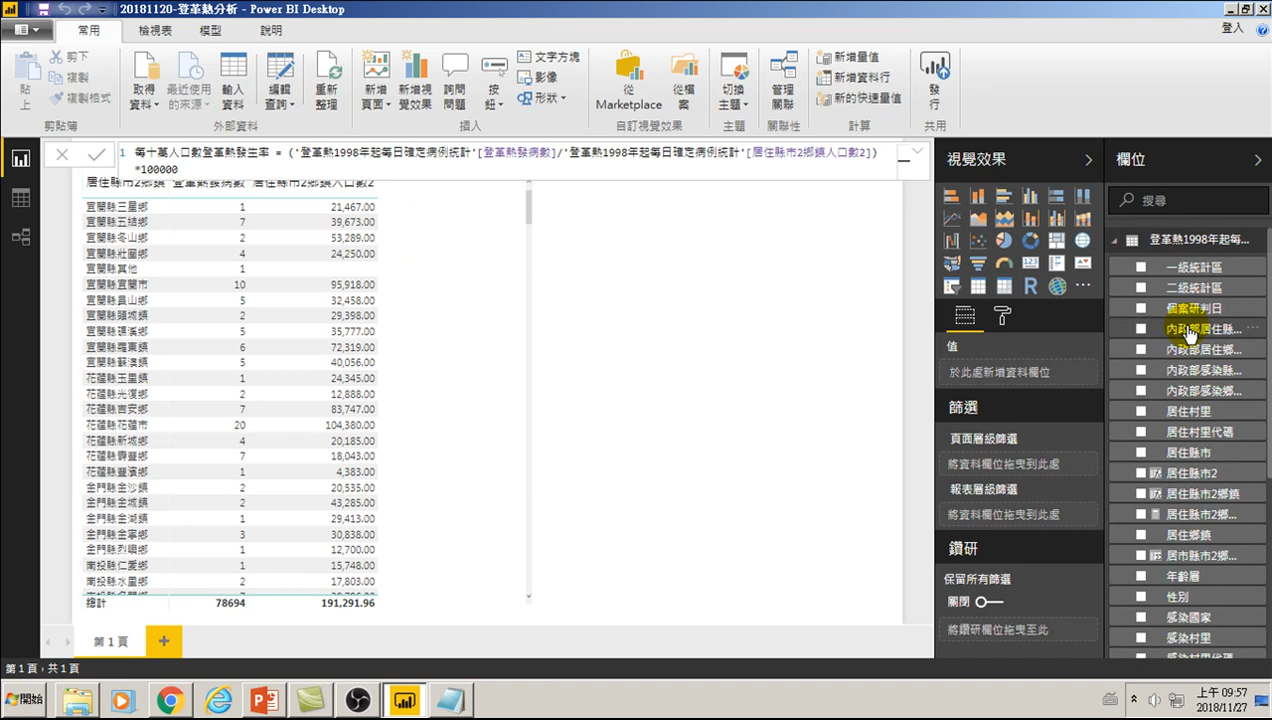 20181120-登革熱分析 - Power BI Desktop
常用 檢視表 模型 說明
登入
貼上
剪下
複製
複製格式
剪貼簿
取得資料
最近使用的來源
輸入資料
編輯查詢
重新整理
外部資料
新增頁面
新增視覺效果
詢問問題
按鈕
文字方塊
影像
形狀
插入
從 Marketplace
從檔案
自訂視覺效果
切換主題
主題
管理關聯
關聯性
新增量值
新增資料行
新的快速量值
計算
發行
共用
1 每十萬人口數登革熱發生率 = ('登革熱1998年起每日確定病例統計'[登革熱發病數]/'登革熱1998年起每日確定病例統計'[居住縣市2鄉鎮人口數2])
*100000
居住縣市2鄉鎮 登革熱發病數 居住縣市2鄉鎮人口數2
宜蘭縣三星鄉 1 21,467.00
宜蘭縣五結鄉 7 39,673.00
宜蘭縣冬山鄉 2 53,289.00
宜蘭縣壯圍鄉 4 24,250.00
宜蘭縣其他 1
宜蘭縣宜蘭市 10 95,918.00
宜蘭縣員山鄉 5 32,458.00
宜蘭縣頭城鎮 2 29,398.00
宜蘭縣礁溪鄉 5 35,777.00
宜蘭縣羅東鎮 6 72,319.00
宜蘭縣蘇澳鎮 5 40,056.00
花蓮縣玉里鎮 1 24,345.00
花蓮縣光復鄉 2 12,888.00
花蓮縣吉安鄉 7 83,747.00
花蓮縣花蓮市 20 104,380.00
花蓮縣新城鄉 4 20,185.00
花蓮縣壽豐鄉 7 18,043.00
花蓮縣豐濱鄉 1 4,383.00
金門縣金沙鎮 2 20,535.00
金門縣金城鎮 2 43,285.00
金門縣金湖鎮 1 29,413.00
金門縣金寧鄉 3 30,838.00
金門縣烈嶼鄉 1 12,700.00
南投縣仁愛鄉 1 15,748.00
南投縣水里鄉 2 17,803.00
總計 78694 191,291.96
視覺效果
值
於此處新增資料欄位
篩選
頁面層級篩選
將資料欄位拖曳到此處
報表層級篩選
將資料欄位拖曳到此處
鑽研
保留所有篩選
關閉
將鑽研欄位拖曳至此
欄位
搜尋
登革熱1998年起每...
一級統計區
二級統計區
個案研判日
內政部居住縣...
內政部居住鄉...
內政部感染縣...
內政部感染鄉...
居住村里
居住村里代碼
居住縣市
居住縣市2
居住縣市2鄉鎮
居住縣市2鄉...
居住鄉鎮
居市縣市2鄉...
年齡層
性別
感染國家
感染村里
感染村里代碼
第 1 頁
第 1 頁，共 1 頁
開始
上午 09:57
2018/11/27